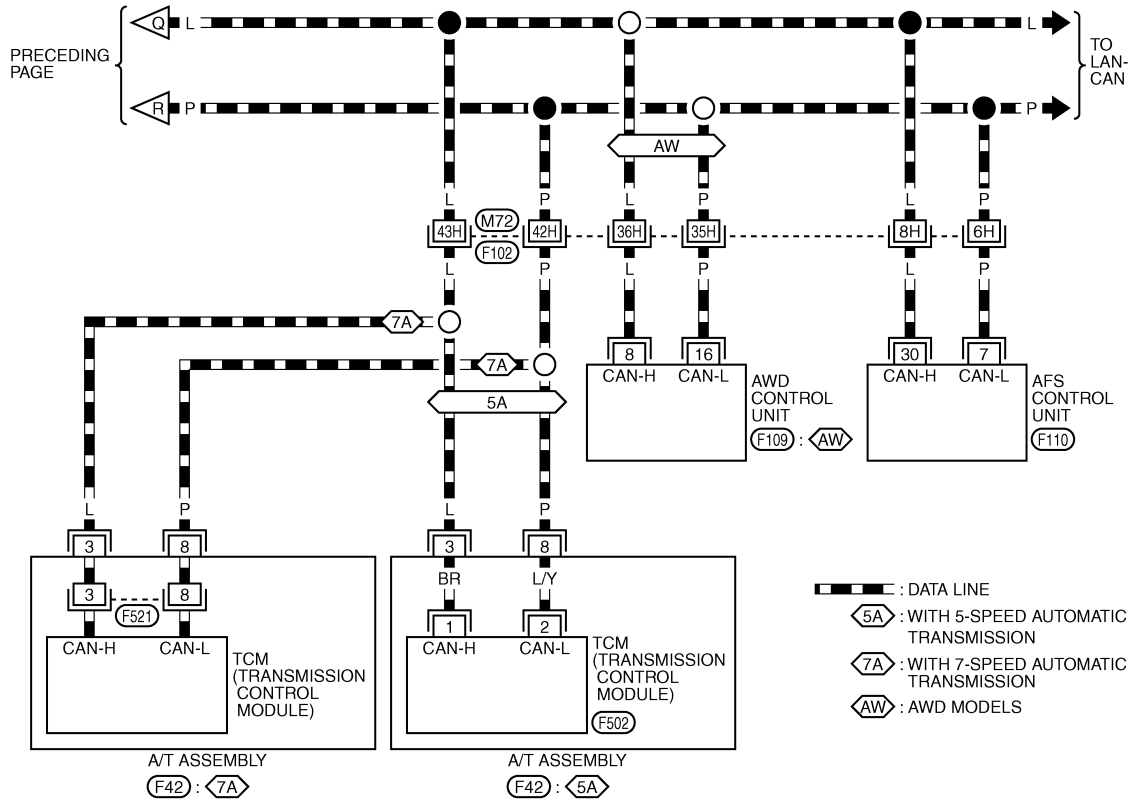 PRECEDING
PAGE
Q L
L
TO
LAN-
CAN
R P
P
AW
L P L P L P
M72
43H 42H 36H 35H 8H 6H
F102
L P L P L P
7A
7A
5A
8 16
CAN-H CAN-L
AWD
CONTROL
UNIT
F109 : AW
30 7
CAN-H CAN-L
AFS
CONTROL
UNIT
F110
L P L P
3 8
3 8
F521
CAN-H CAN-L
TCM
(TRANSMISSION
CONTROL
MODULE)
A/T ASSEMBLY
F42 : 7A
3 8
BR L/Y
1 2
CAN-H CAN-L
TCM
(TRANSMISSION
CONTROL
MODULE)
F502
A/T ASSEMBLY
F42 : 5A
: DATA LINE
5A : WITH 5-SPEED AUTOMATIC
TRANSMISSION
7A : WITH 7-SPEED AUTOMATIC
TRANSMISSION
AW : AWD MODELS